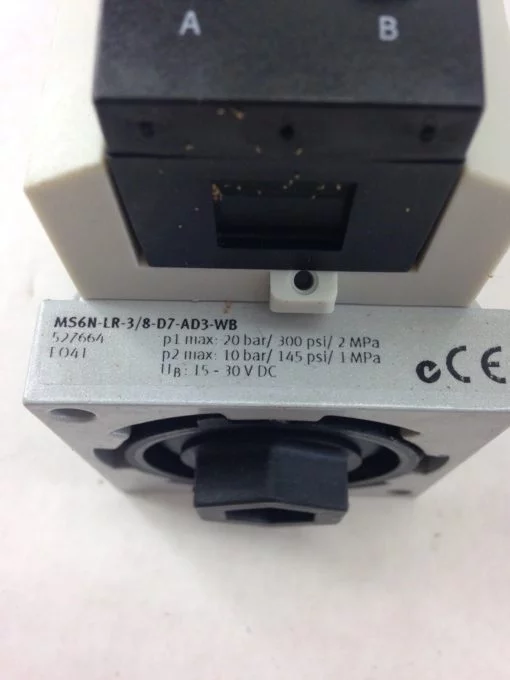 A B
MS6N-LR-3/8-D7-AD3-WB
527664 p1 max: 20 bar/ 300 psi/ 2 MPa
E041 p2 max: 10 bar/ 145 psi/ 1 MPa
UB: 15 - 30 V DC
CE